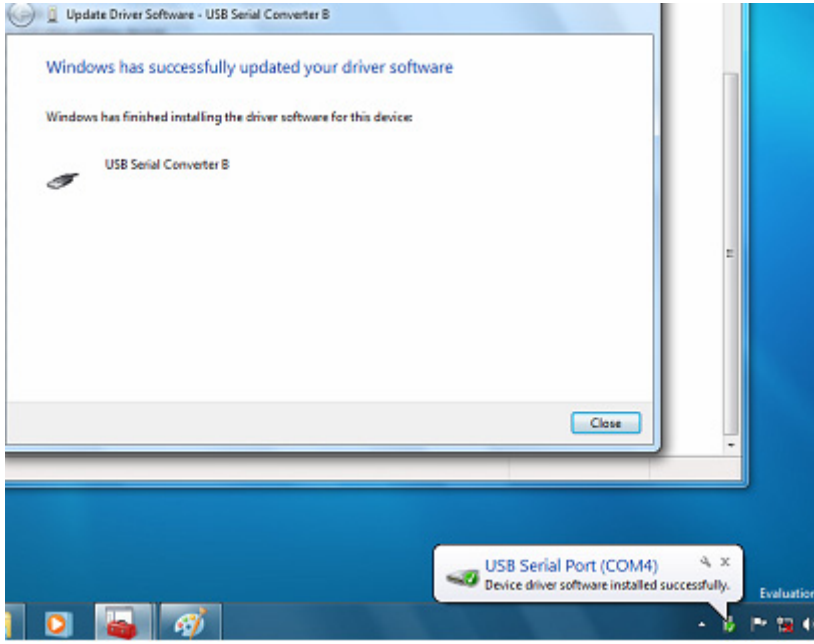 Update Driver Software - USB Serial Converter B
Windows has successfully updated your driver software
Windows has finished installing the driver software for this device:
USB Serial Converter B
Close
USB Serial Port (COM4)
Device driver software installed successfully.
Evaluation